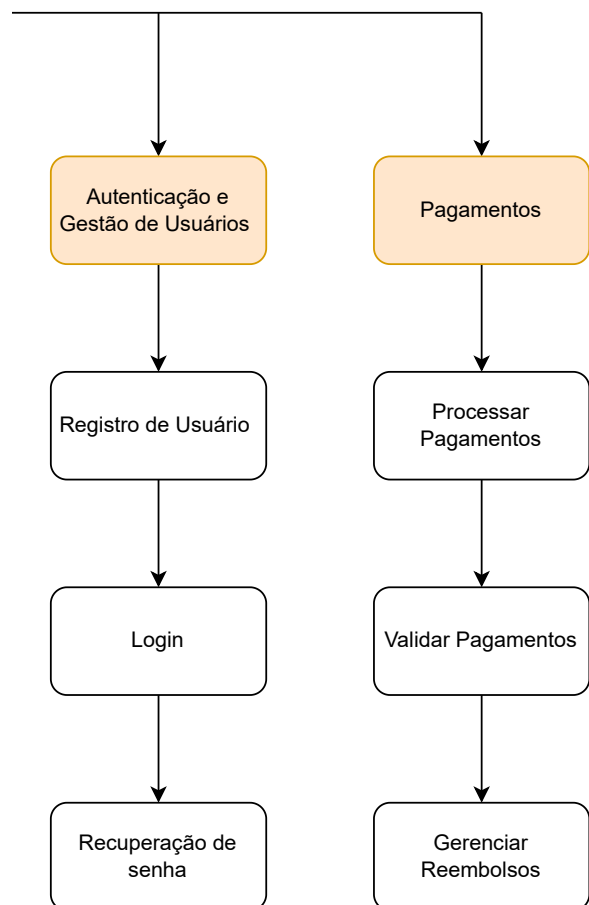 Autenticação e
Gestão de Usuários
Pagamentos
Registro de Usuário
Processar
Pagamentos
Login
Validar Pagamentos
Recuperação de
senha
Gerenciar
Reembolsos